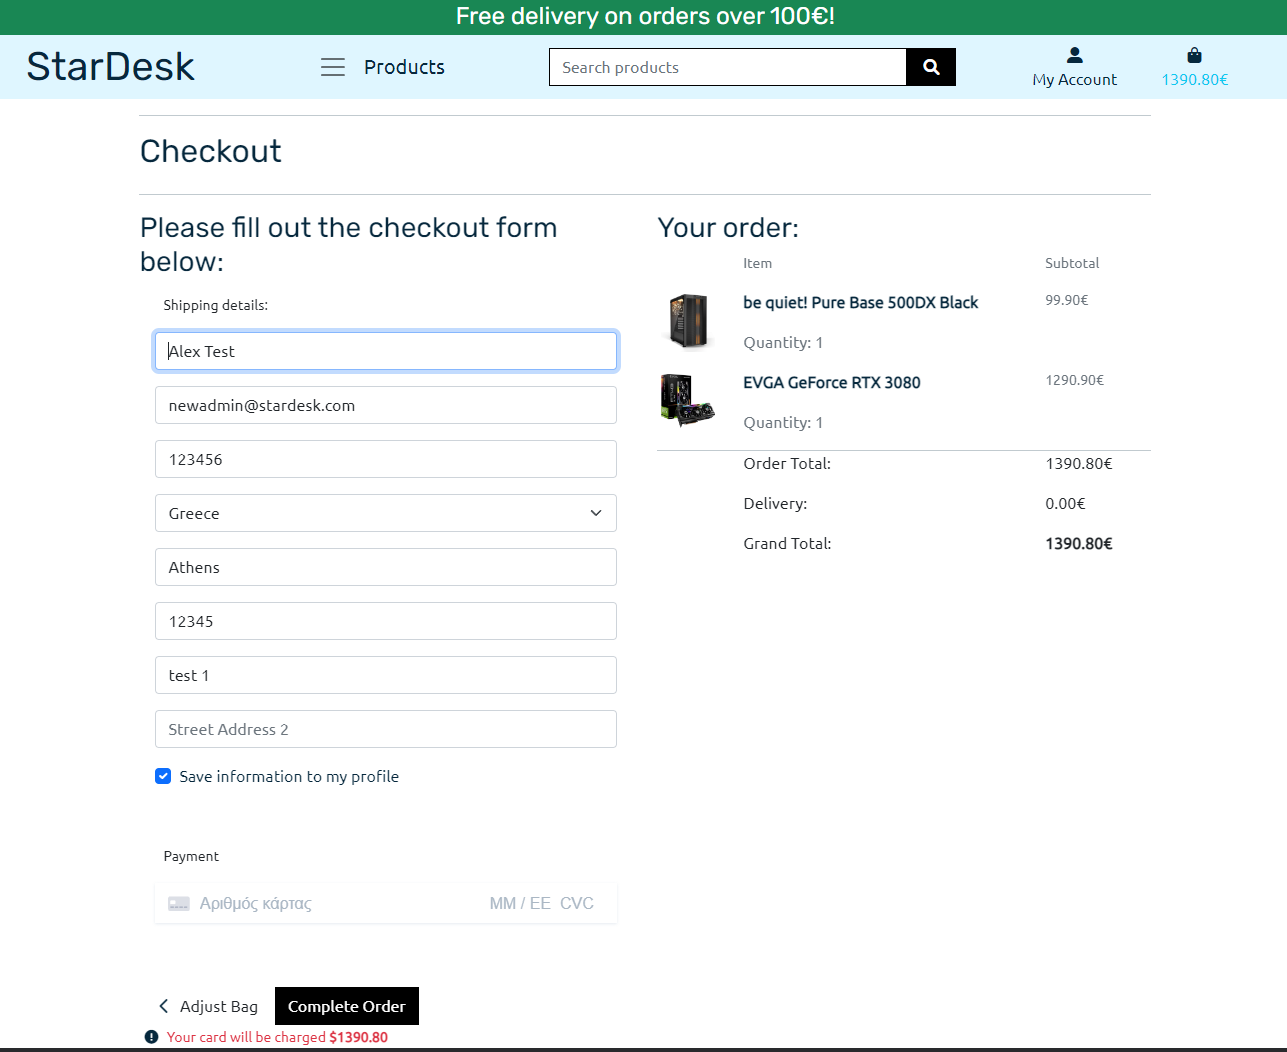 Free delivery on orders over 100€!
StarDesk
Products
Search products
My Account
1390.80€
Checkout
Please fill out the checkout form
below:
Shipping details:
Alex Test
newadmin@stardesk.com
123456
Greece
Athens
12345
test 1
Street Address 2
Save information to my profile
Payment
Αριθμός κάρτας MM / ΕΕ CVC
Adjust Bag Complete Order
Your card will be charged $1390.80
Your order:
Item Subtotal
be quiet! Pure Base 500DX Black 99.90€
Quantity: 1
EVGA GeForce RTX 3080 1290.90€
Quantity: 1
Order Total: 1390.80€
Delivery: 0.00€
Grand Total: 1390.80€